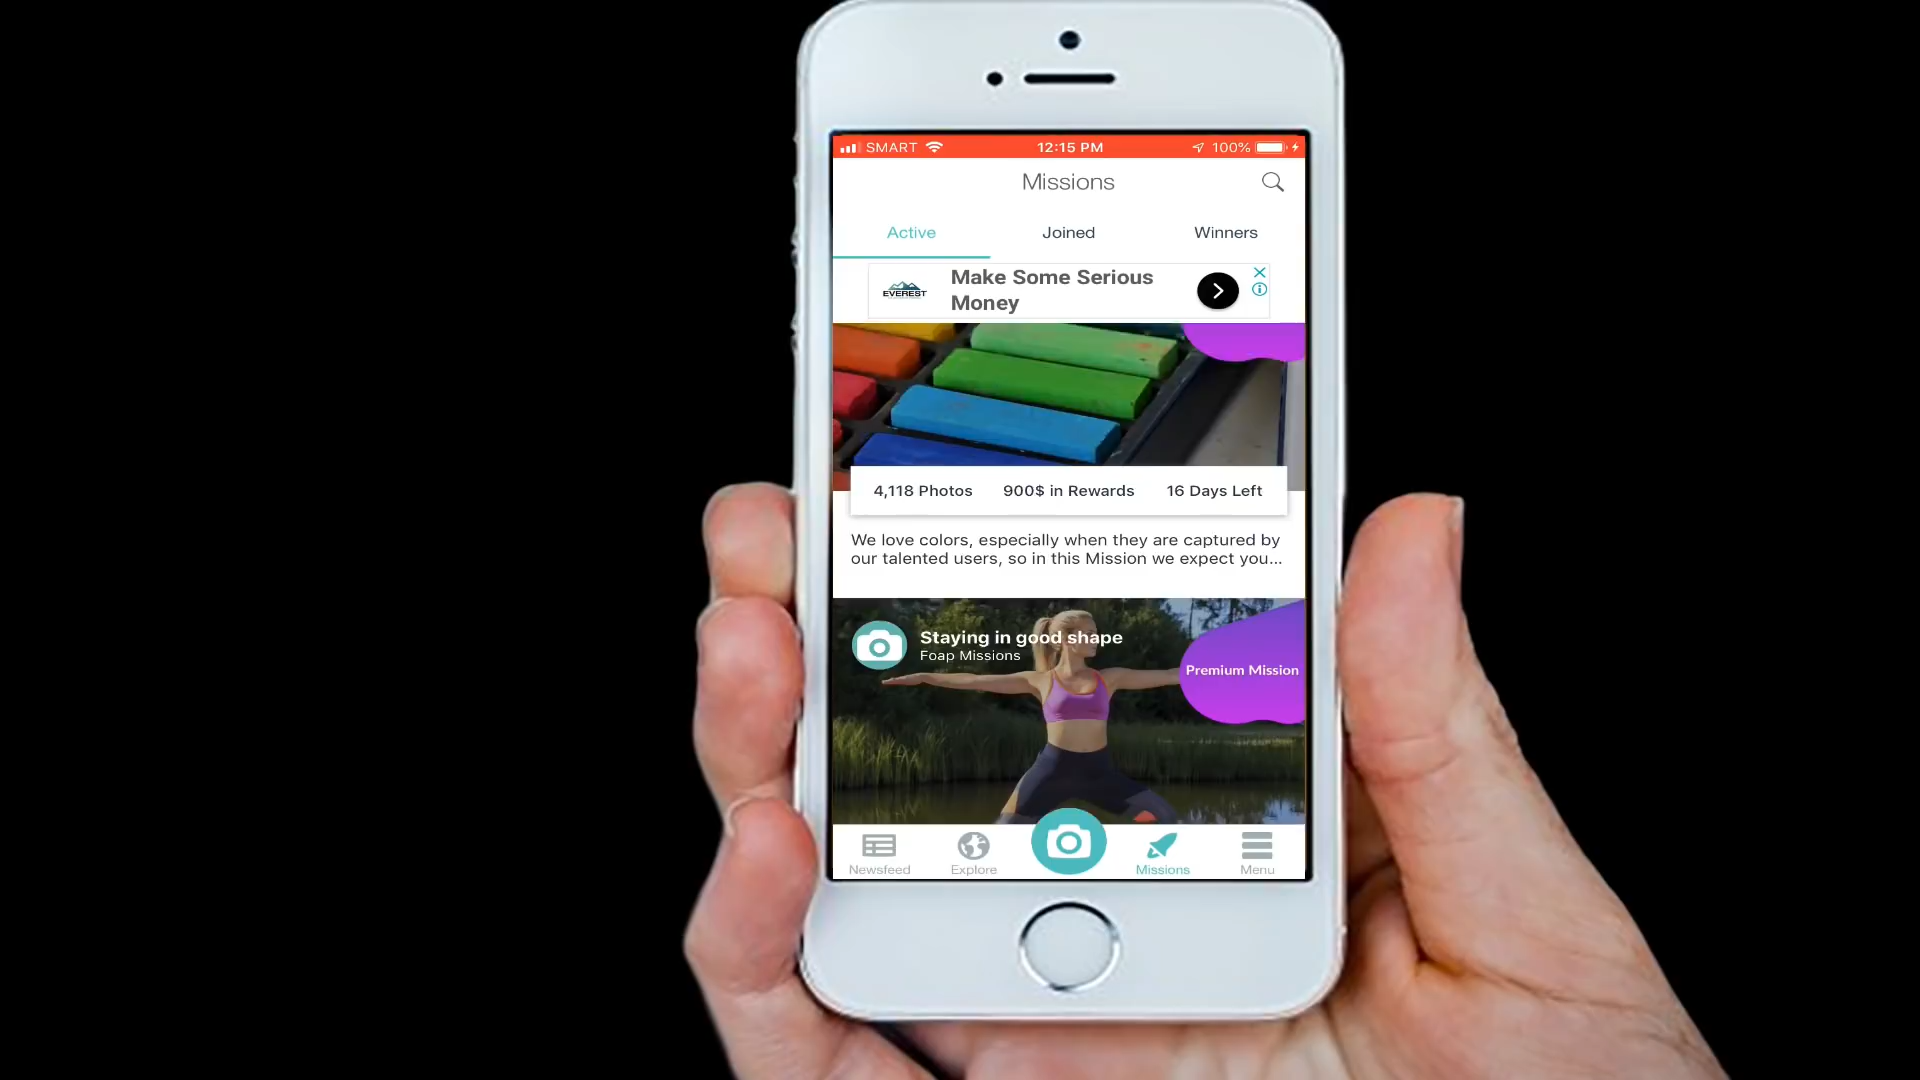 SMART
12:15 PM
100%
Missions
Active
Joined
Winners
EVEREST
Make Some Serious
Money
4,118 Photos
900$ in Rewards
16 Days Left
We love colors, especially when they are captured by
our talented users, so in this Mission we expect you...
Staying in good shape
Foap Missions
Premium Mission
Newsfeed
Explore
Missions
Menu